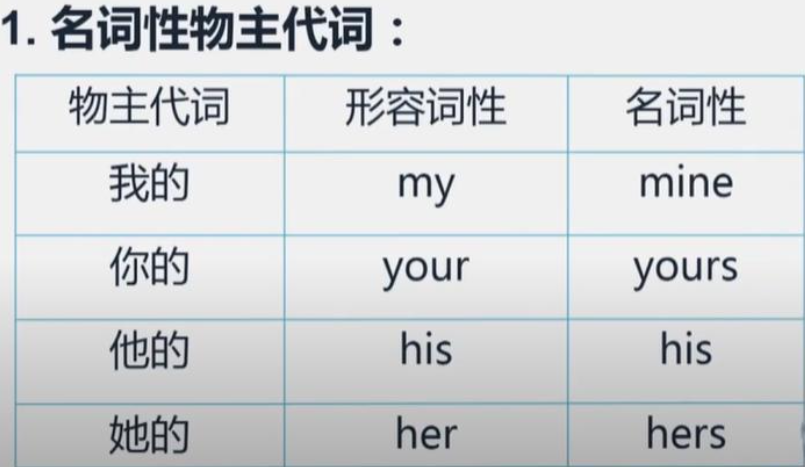 1. 名词性物主代词：
物主代词 形容词性 名词性
我的 my mine
你的 your yours
他的 his his
她的 her hers